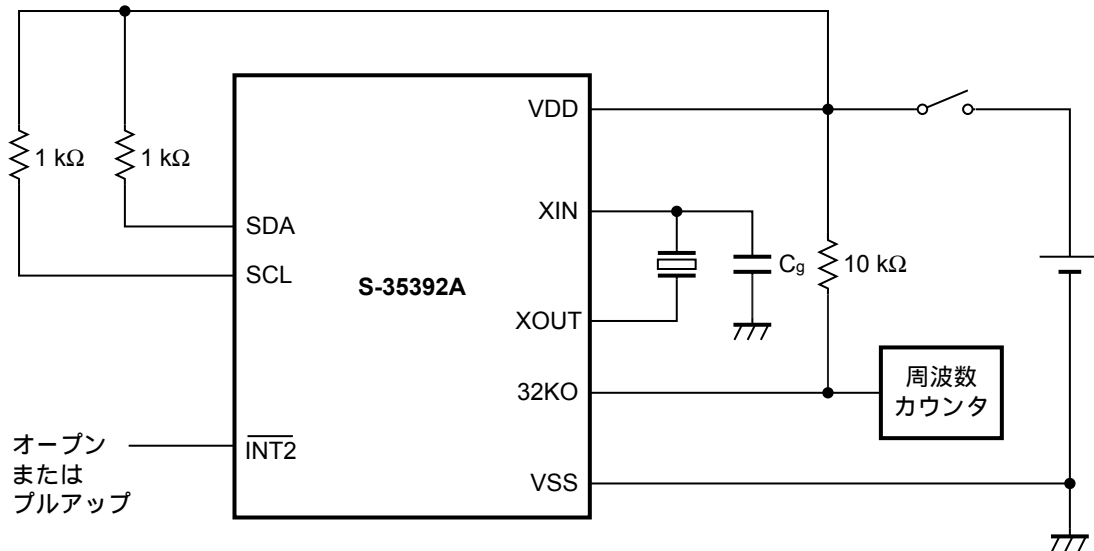 VDD
1 kΩ
1 kΩ
XIN
SDA
Cg
10 kΩ
SCL
S-35392A
XOUT
周波数
カウンタ
32KO
オープン
または
プルアップ
INT2
VSS